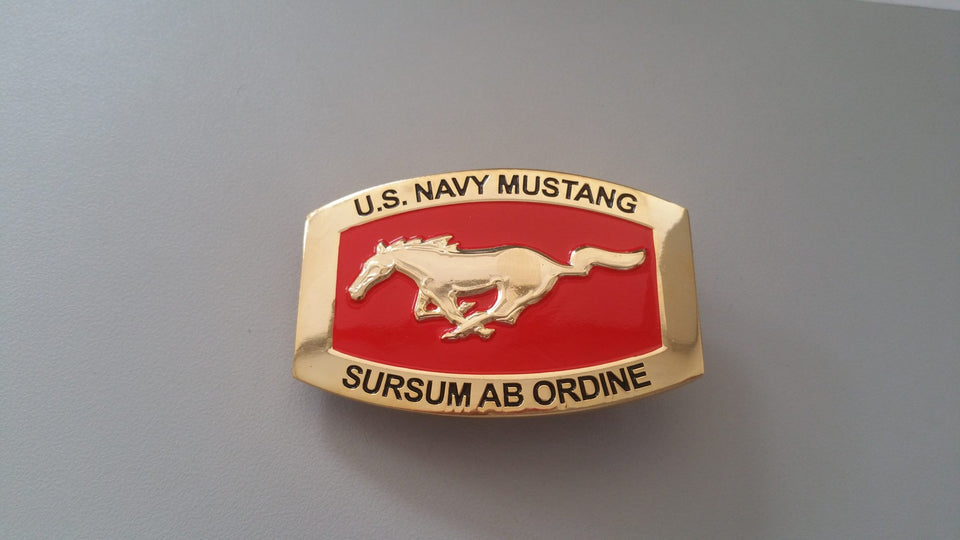 U.S. NAVY MUSTANG
SURSUM AB ORDINE